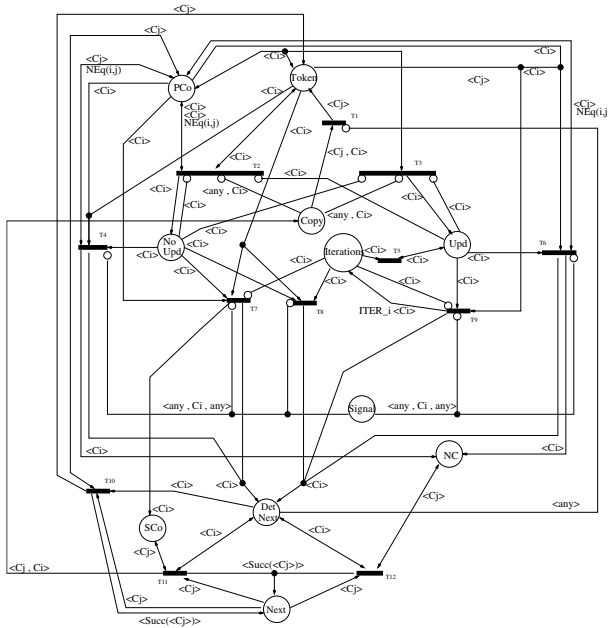 <Cj>
<Cj>
<Cj>
NEq(i,j)
<Ci>
<Ci>
<Cj>
<Ci>
PCo
Token
<Ci>
<Ci>
<Ci>
<Cj>
NEq(i,j)
<Ci>
<Cj>
NEq(i,j
<Cj>
T1
<Ci>
<Ci>
<Cj , Ci>
T2
T3
<Ci>
<Ci>
<any , Ci>
<any , Ci>
<Ci>
<Ci>
Copy
T4
No
Upd
Iterations
Upd
T6
<Ci>
<Ci>
T5
<Ci>
<Ci>
<Ci>
<Ci>
<Ci>
<Ci>
T7
T8
ITER_i <Ci>
T9
<any , Ci , any>
Signal
<any , Ci , any>
<Ci>
NC
<Ci>
T10
<Ci>
<Ci>
<Ci>
<Cj>
Det
Next
<any>
<Ci>
SCo
<Ci>
<Ci>
<Cj>
<Succ(<Cj>)>
<Cj , Ci>
T11
T12
<Cj>
<Cj>
<Cj>
Next
<Succ(<Cj>)>